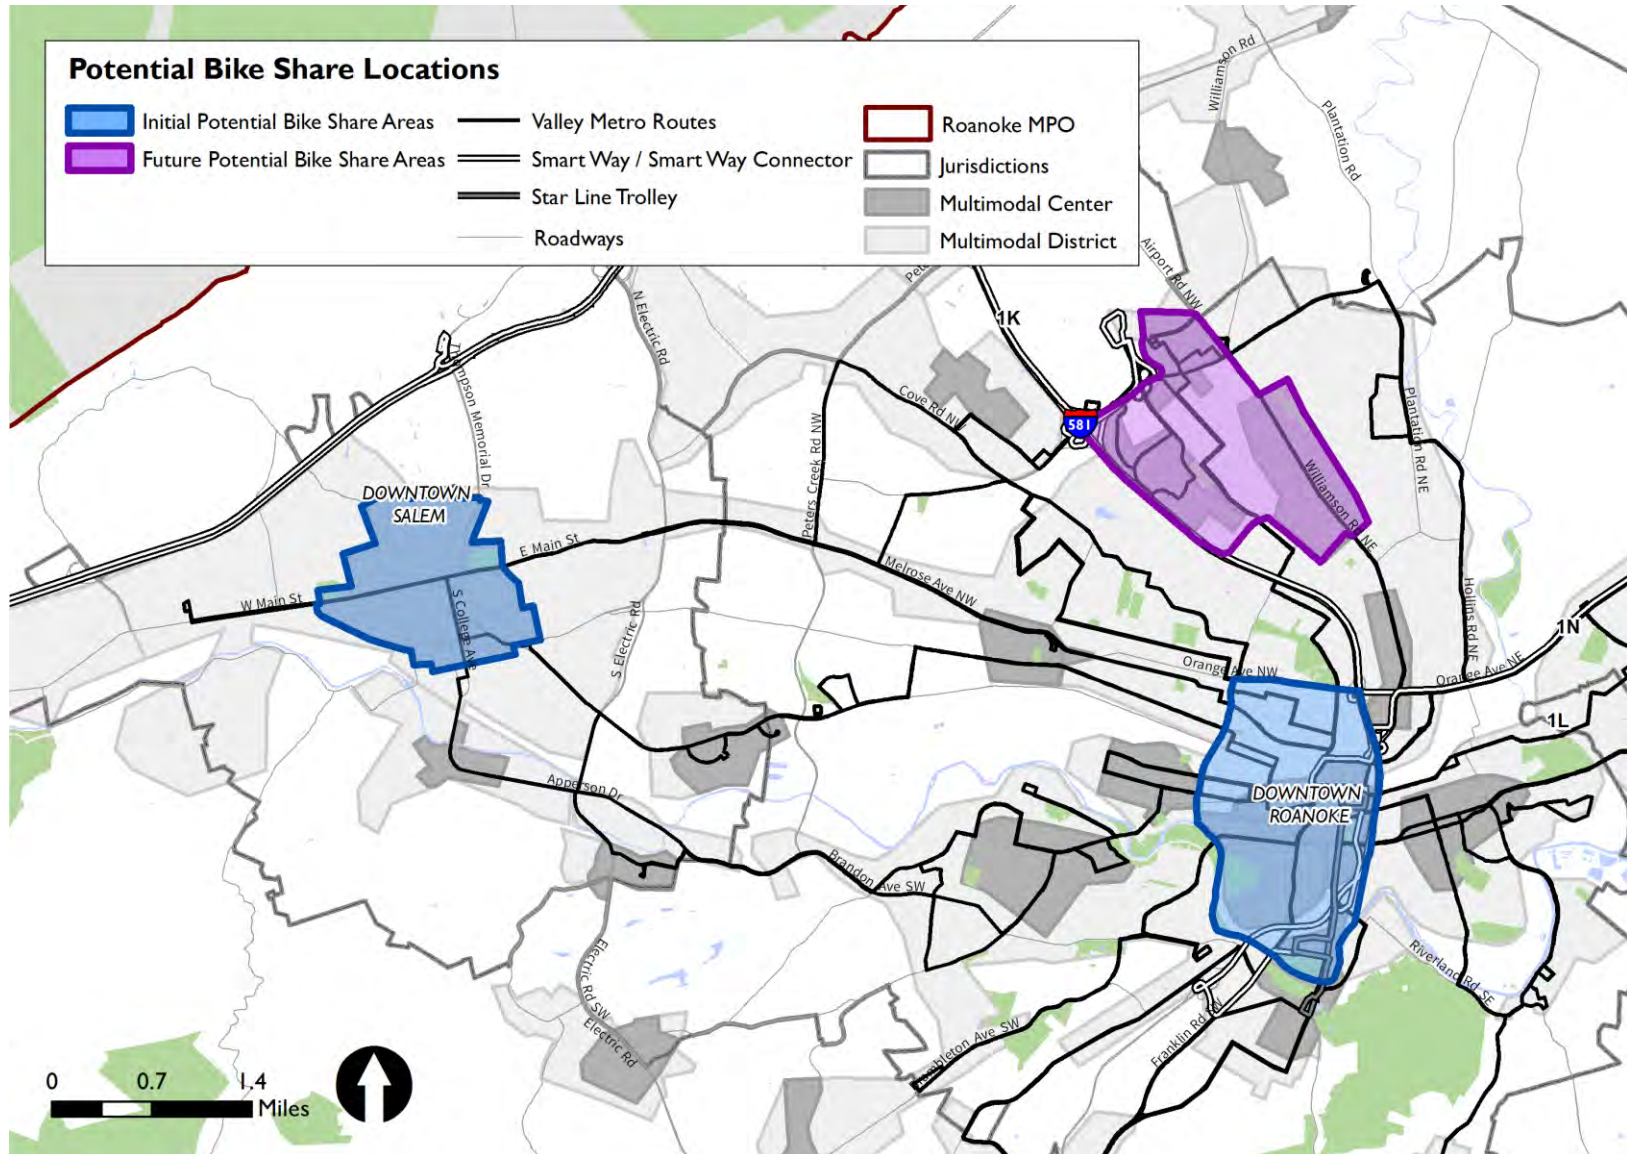 Potential Bike Share Locations
Initial Potential Bike Share Areas
Future Potential Bike Share Areas
Valley Metro Routes
Smart Way / Smart Way Connector
Star Line Trolley
Roadways
Roanoke MPO
Jurisdictions
Multimodal Center
Multimodal District
Williamson Rd
Plantation Rd
Airport Rd NW
N Electric Rd
1K
Thompson Memorial Dr
Cove Rd NW
581
Peters Creek Rd NW
Plantation Rd NE
Williamson Rd NE
DOWNTOWN
SALEM
E Main St
W Main St
S College Ave
S Electric Rd
Melrose Ave NW
Hollins Rd NE
1N
Orange Ave NW
Orange Ave NE
1L
Apperson Dr
DOWNTOWN
ROANOKE
Brandon Ave SW
Electric Rd SW
Electric Rd
Riverland Rd SE
Franklin Rd SW
Ave SW
0 0.7 1.4
Miles